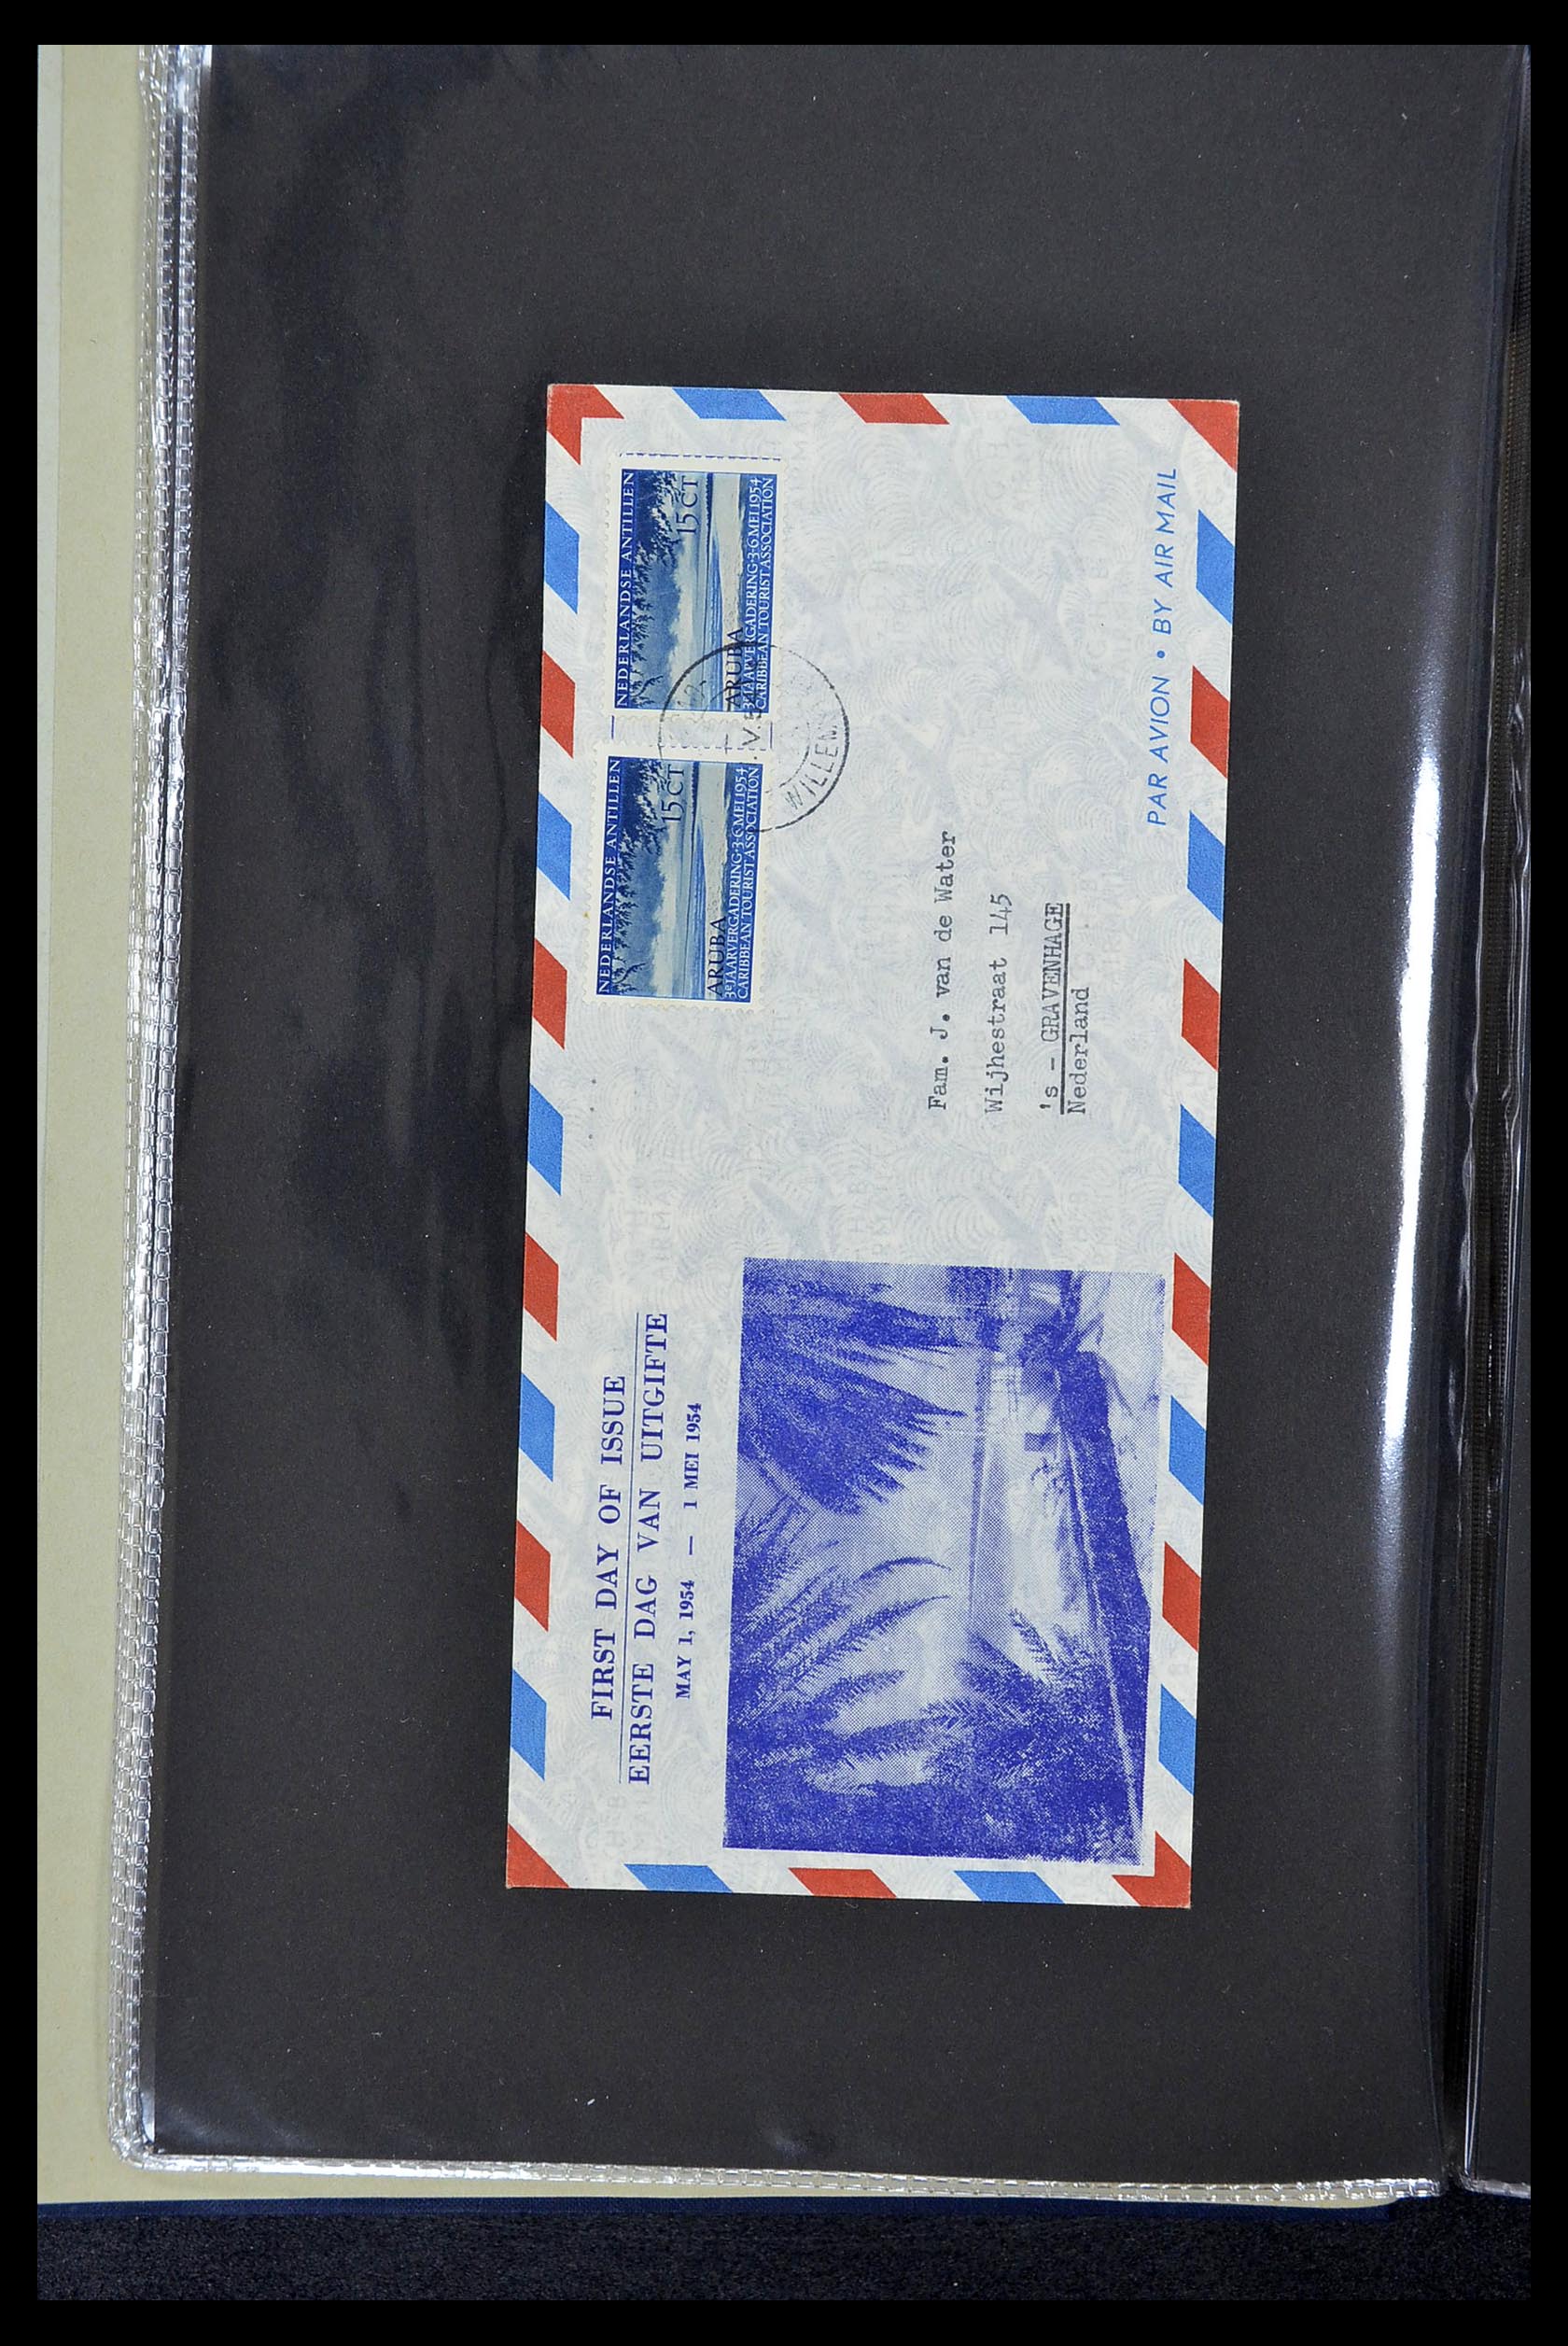 FIRST DAY OF ISSUE
EERSTE DAG VAN UITGIFTE
MAY 1, 1954 — 1 MEI 1954
NEDERLANDSE ANTILLEN
15 CT
ARUBA
3e JAARVERGADERING·3-6 MEI 1954
CARIBBEAN TOURIST ASSOCIATION
NEDERLANDSE ANTILLEN
15 CT
ARUBA
3e JAARVERGADERING·3-6 MEI 1954
CARIBBEAN TOURIST ASSOCIATION
Fam. J. van de Water
Wijhestraat 145
's - GRAVENHAGE
Nederland
PAR AVION • BY AIR MAIL